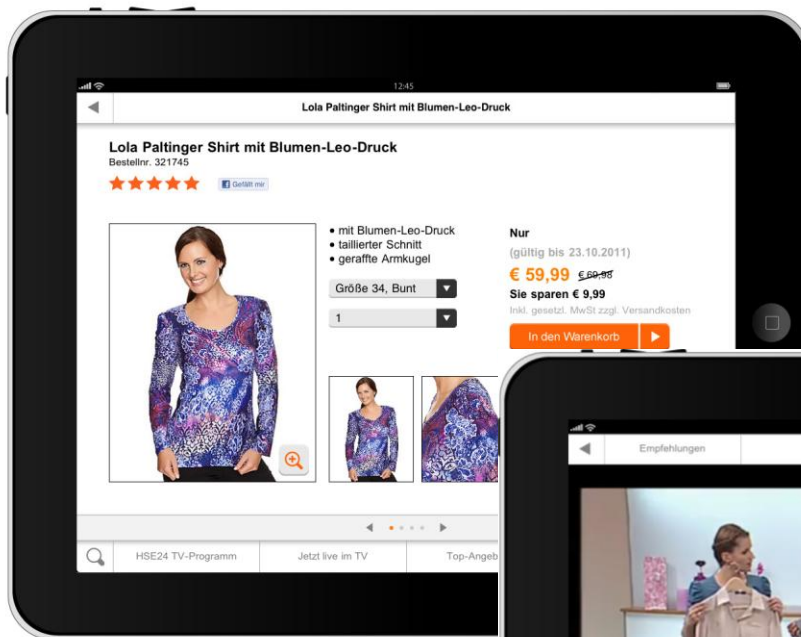 12:45
Lola Paltinger Shirt mit Blumen-Leo-Druck
Lola Paltinger Shirt mit Blumen-Leo-Druck
Bestellnr. 321745
Gefällt mir
• mit Blumen-Leo-Druck
• taillierter Schnitt
• geraffte Armkugel
Größe 34, Bunt
1
Nur
(gültig bis 23.10.2011)
€ 59,99 € 69,98
Sie sparen € 9,99
Inkl. gesetzl. MwSt zzgl. Versandkosten
In den Warenkorb
HSE24 TV-Programm
Jetzt live im TV
Top-Angeb
Empfehlungen